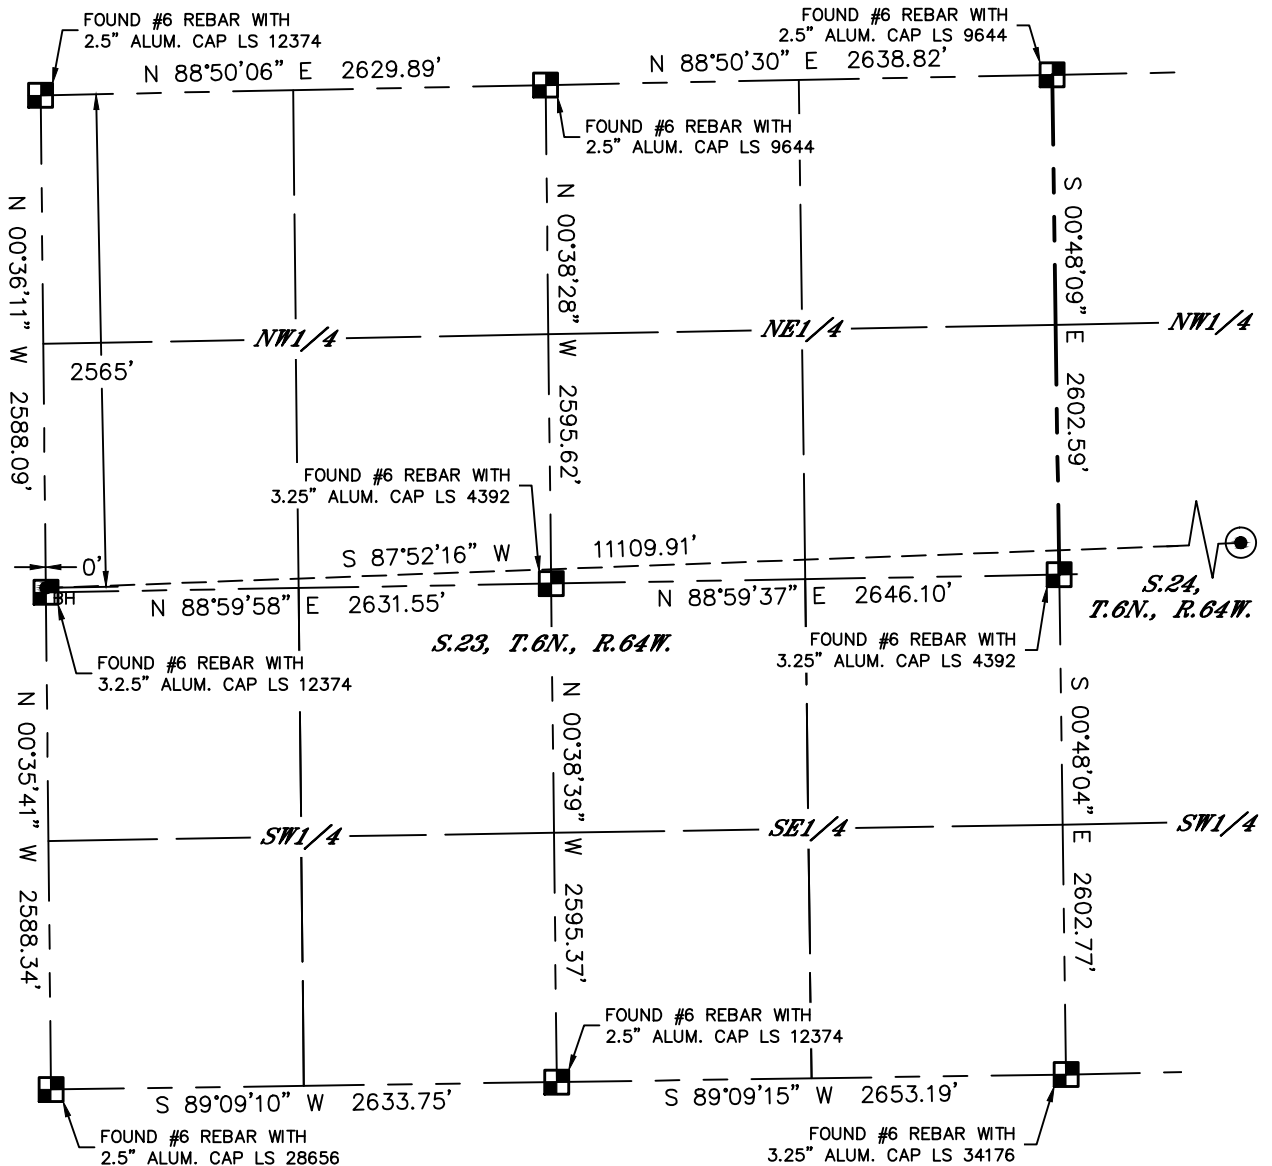 FOUND #6 REBAR WITH
2.5" ALUM. CAP LS 12374
FOUND #6 REBAR WITH
2.5" ALUM. CAP LS 9644
N 88°50'06" E 2629.89'
N 88°50'30" E 2638.82'
FOUND #6 REBAR WITH
2.5" ALUM. CAP LS 9644
N 00°36'11" W 2588.09'
2565'
N 00°38'28" W 2595.62'
S 00°48'09" E 2602.59'
NW1/4
NE1/4
NW1/4
FOUND #6 REBAR WITH
3.25" ALUM. CAP LS 4392
S 87°52'16" W 11109.91'
0'
BH
N 88°59'58" E 2631.55'
N 88°59'37" E 2646.10'
S.24,
T.6N., R.64W.
S.23, T.6N., R.64W.
FOUND #6 REBAR WITH
3.25" ALUM. CAP LS 4392
FOUND #6 REBAR WITH
3.2.5" ALUM. CAP LS 12374
N 00°35'41" W 2588.34'
N 00°38'39" W 2595.37'
S 00°48'04" E 2602.77'
SW1/4
SE1/4
SW1/4
FOUND #6 REBAR WITH
2.5" ALUM. CAP LS 12374
S 89°09'10" W 2633.75'
S 89°09'15" W 2653.19'
FOUND #6 REBAR WITH
2.5" ALUM. CAP LS 28656
FOUND #6 REBAR WITH
3.25" ALUM. CAP LS 34176